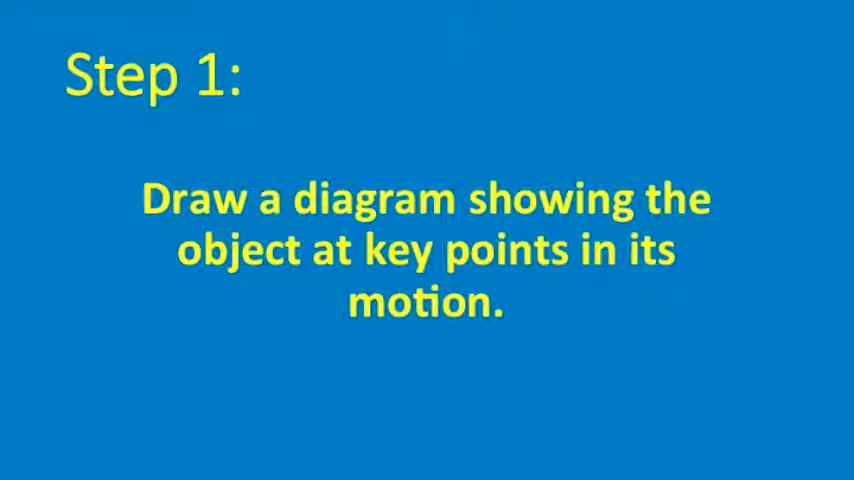 Step 1:
Draw a diagram showing the
object at key points in its
motion.